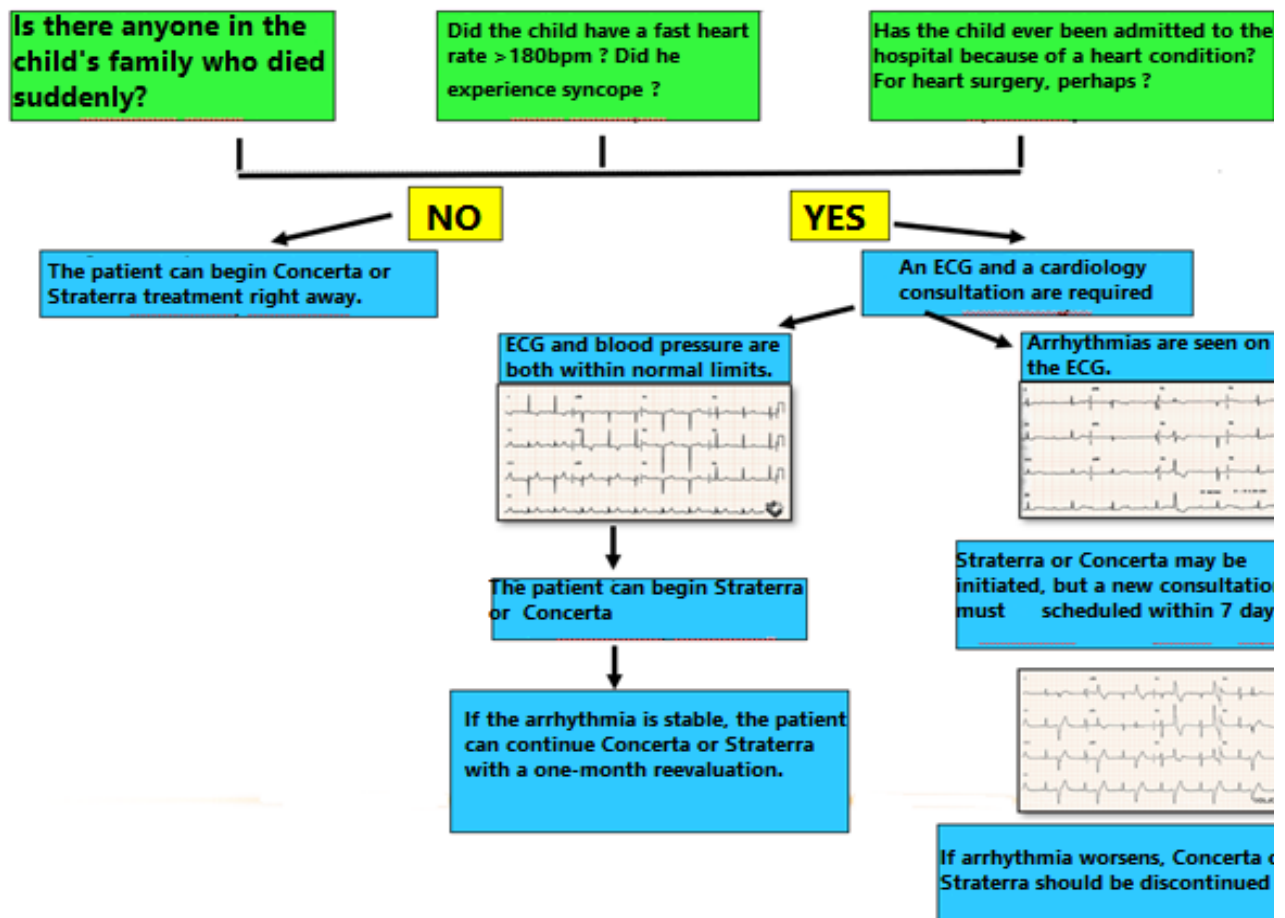 Is there anyone in the
child's family who died
suddenly?
Did the child have a fast heart
rate >180bpm ? Did he
experience syncope ?
Has the child ever been admitted to the
hospital because of a heart condition?
For heart surgery, perhaps ?
NO
YES
The patient can begin Concerta or
Straterra treatment right away.
An ECG and a cardiology
consultation are required
ECG and blood pressure are
both within normal limits.
Arrhythmias are seen on
the ECG.
The patient can begin Straterra
or Concerta
Straterra or Concerta may be
initiated, but a new consultation
must scheduled within 7 day
If the arrhythmia is stable, the patient
can continue Concerta or Straterra
with a one-month reevaluation.
If arrhythmia worsens, Concerta o
Straterra should be discontinued